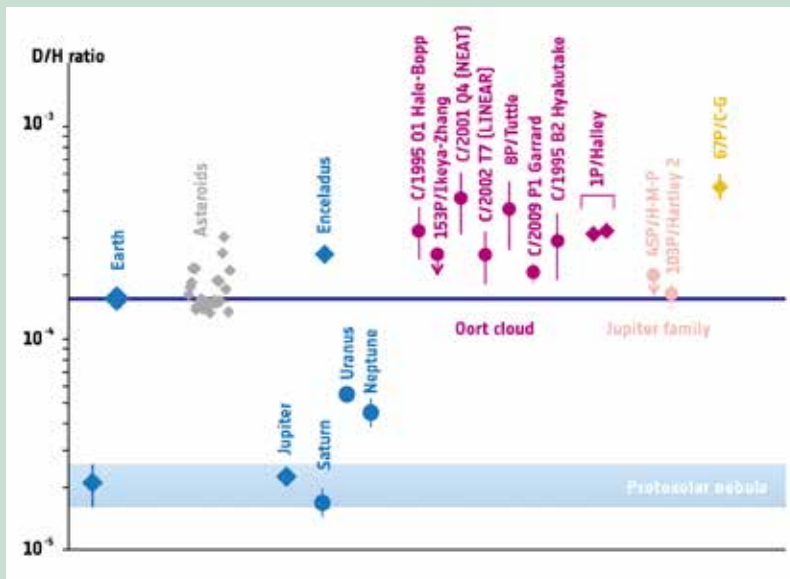 D/H ratio
10⁻³
10⁻⁴
10⁻⁵
Earth
Asteroids
Jupiter
Saturn
Enceladus
Uranus
Neptune
C/1995 O1 Hale-Bopp
153P/Ikeya-Zhang
C/2001 Q4 (NEAT)
C/2002 T7 (LINEAR)
8P/Tuttle
C/2009 P1 Garrard
C/1995 B2 Hyakutake
1P/Halley
45P/H-M-P
103P/Hartley 2
67P/C-G
Oort cloud
Jupiter family
Protosolar nebula